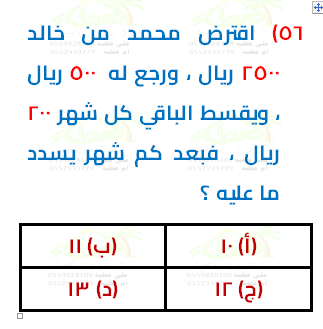 ٥٦) اقترض محمد من خالد
٢٥٠٠ ريال ، ورجع له ٥٠٠ ريال
، ويقسط الباقي كل شهر ٢٠٠
ريال ، فبعد كم شهر يسدد
ما عليه ؟
(أ) ١٠ (ب) ١١
(ج) ١٢ (د) ١٣